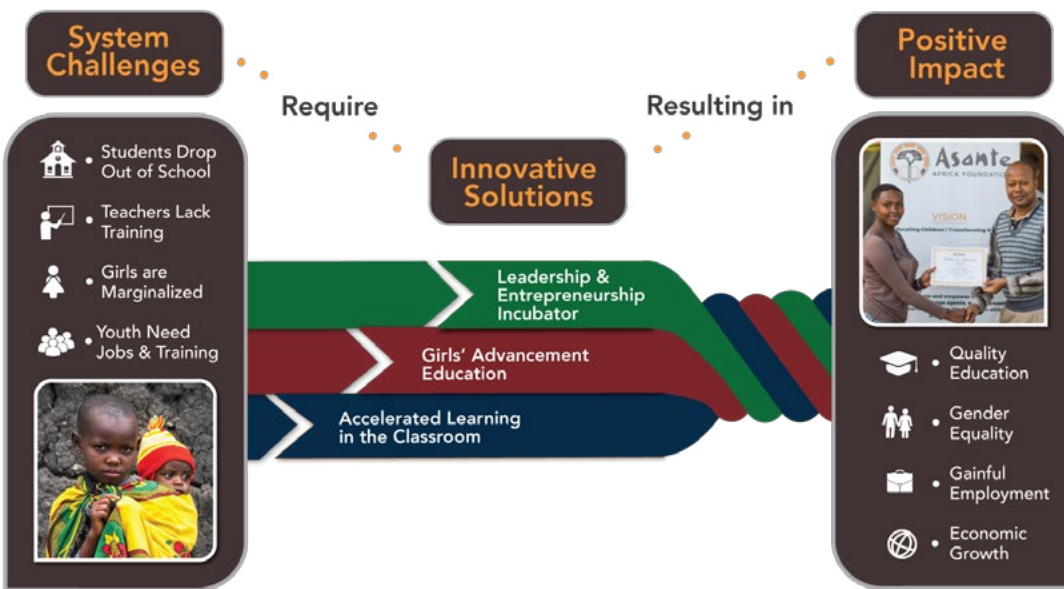 System
Challenges
Require
Innovative
Solutions
Resulting in
Positive
Impact
Students Drop
Out of School
Teachers Lack
Training
Girls are
Marginalized
Youth Need
Jobs & Training
Leadership &
Entrepreneurship
Incubator
Girls' Advancement
Education
Accelerated Learning
in the Classroom
Asante
AFRICA FOUNDATION
VISION
Quality
Education
Gender
Equality
Gainful
Employment
Economic
Growth